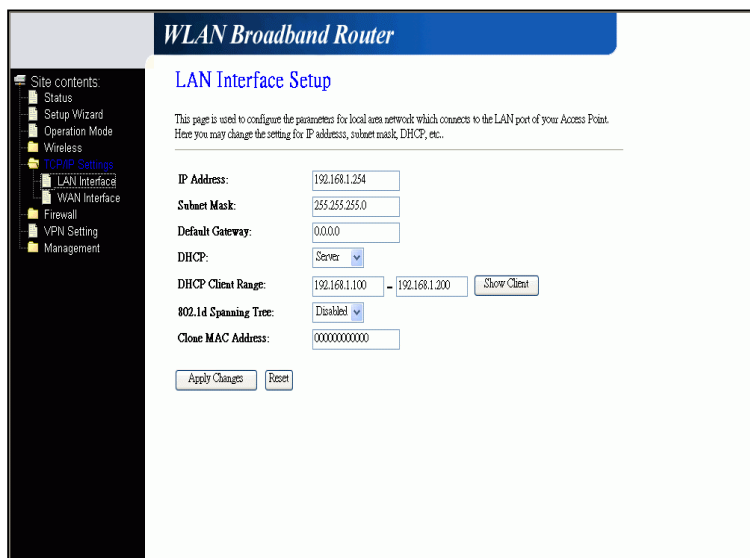 WLAN Broadband Router
Site contents:
Status
Setup Wizard
Operation Mode
Wireless
TCP/IP Settings
LAN Interface
WAN Interface
Firewall
VPN Setting
Management
LAN Interface Setup
This page is used to configure the parameters for local area network which connects to the LAN port of your Access Point.
Here you may change the setting for IP addresss, subnet mask, DHCP, etc..
IP Address: 192.168.1.254
Subnet Mask: 255.255.255.0
Default Gateway: 0.0.0.0
DHCP: Server
DHCP Client Range: 192.168.1.100 – 192.168.1.200 Show Client
802.1d Spanning Tree: Disabled
Clone MAC Address: 000000000000
Apply Changes Reset